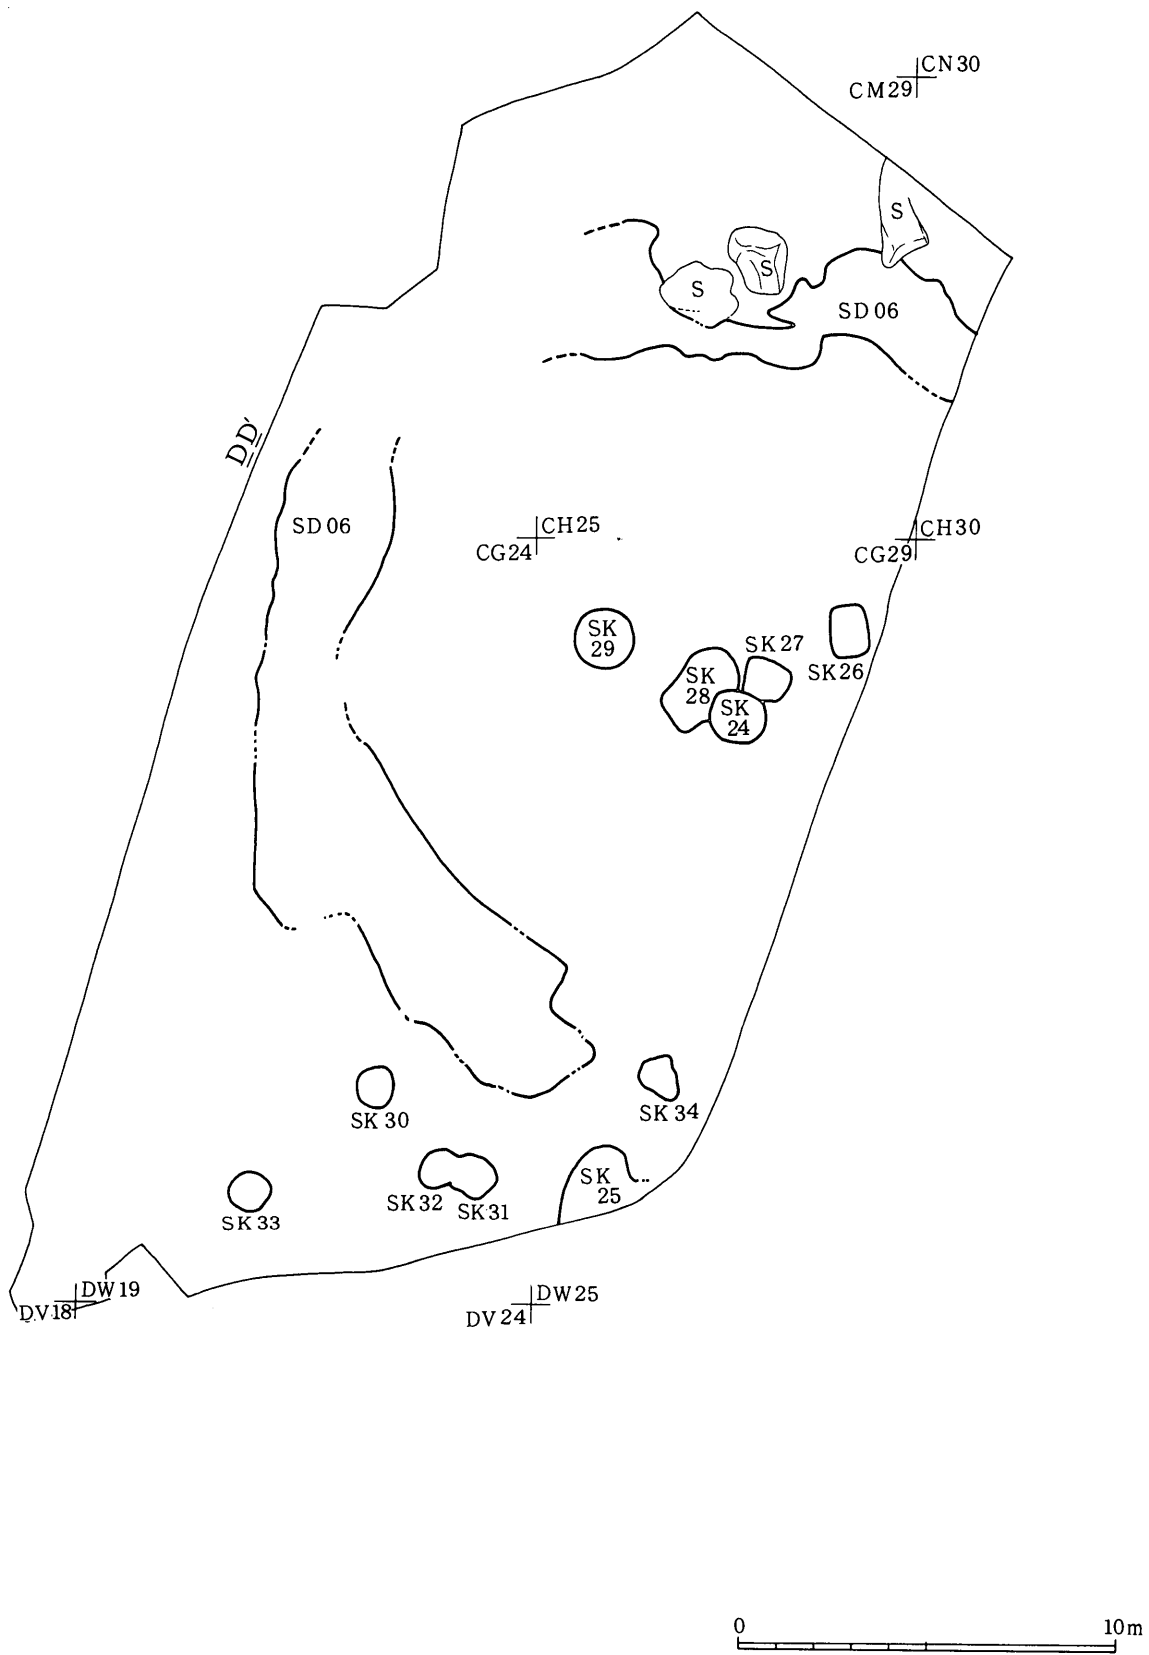 CN30
CM29
S
S
S
SD06
DD'
SD06
CH25
CG24
CH30
CG29
SK
29
SK27
SK26
SK
28
SK
24
SK30
SK34
SK32
SK31
SK
25
SK33
DW19
DV18
DW25
DV24
0
10m